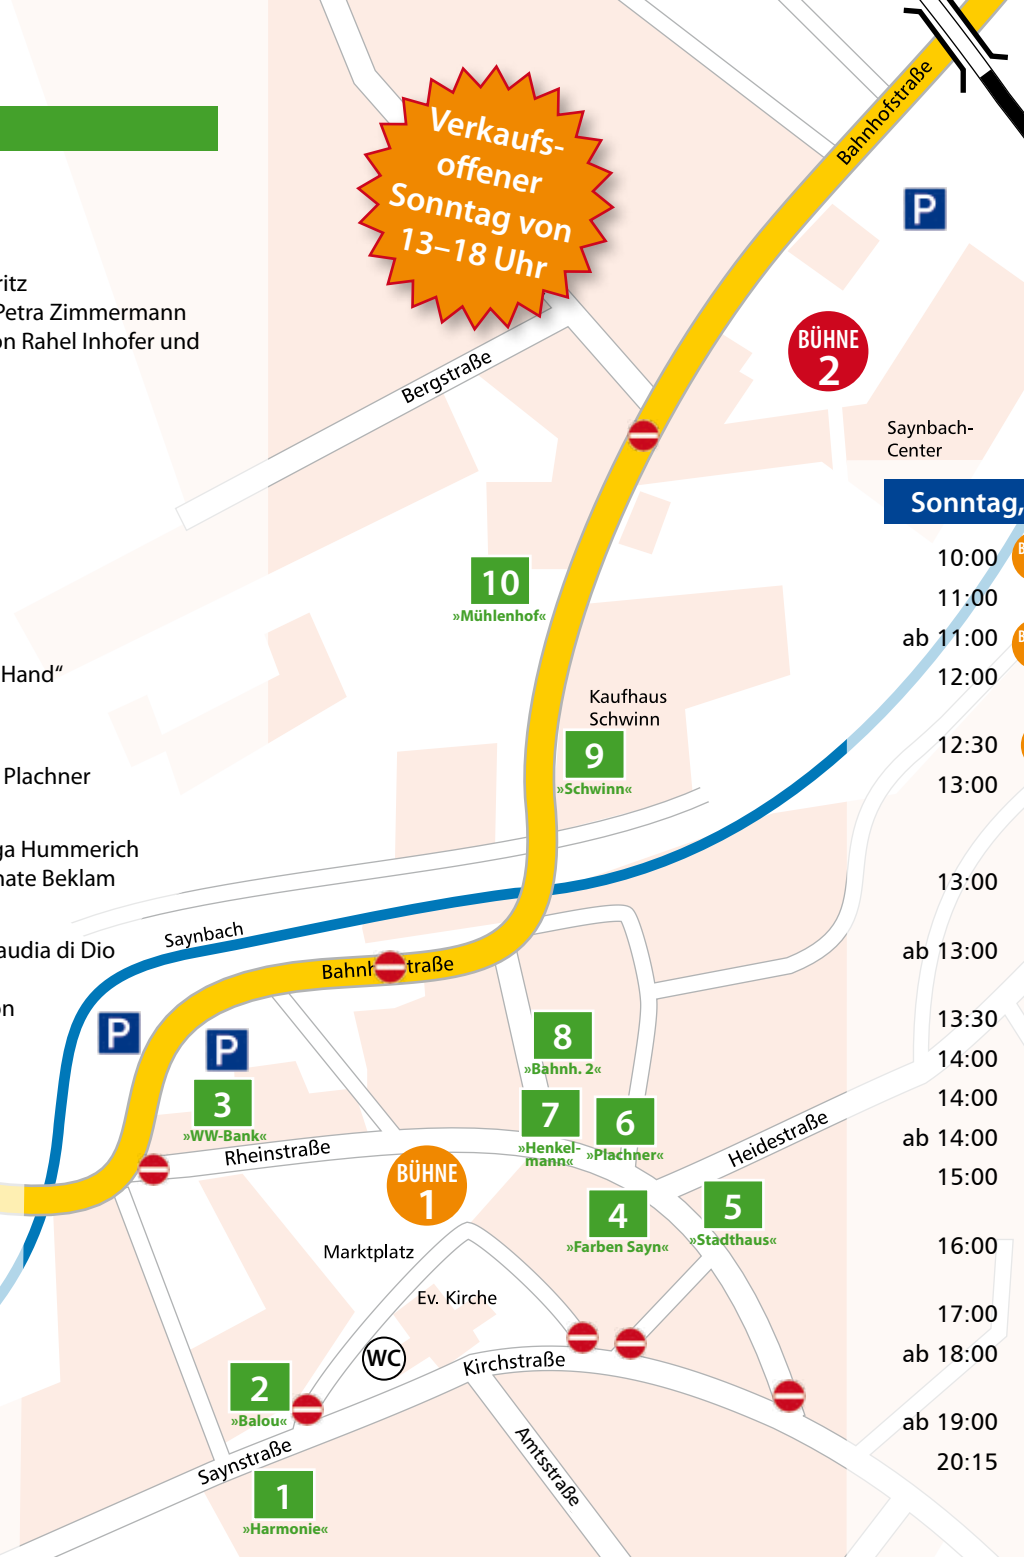 Verkaufs-
offener
Sonntag von
13–18 Uhr
Bahnhofstraße
P
ritz
Petra Zimmermann
on Rahel Inhofer und
BÜHNE
2
Bergstraße
Saynbach-
Center
Sonntag,
10:00
11:00
ab 11:00
12:00
12:30
13:00
13:00
ab 13:00
13:30
14:00
14:00
ab 14:00
15:00
16:00
17:00
ab 18:00
ab 19:00
20:15
10
»Mühlenhof«
Hand“
Kaufhaus
Schwinn
9
»Schwinn«
Plachner
ga Hummerich
nate Beklam
audia di Dio
on
Saynbach
Bahnh traße
P
P
8
»Bahnh. 2«
3
»WW-Bank«
7
»Henkel-
mann«
6
»Plachner«
Rheinstraße
Heidestraße
BÜHNE
1
4
»Farben Sayn«
5
»Stadthaus«
Marktplatz
Ev. Kirche
WC
Kirchstraße
2
»Balou«
Saynstraße
Amtsstraße
1
»Harmonie«